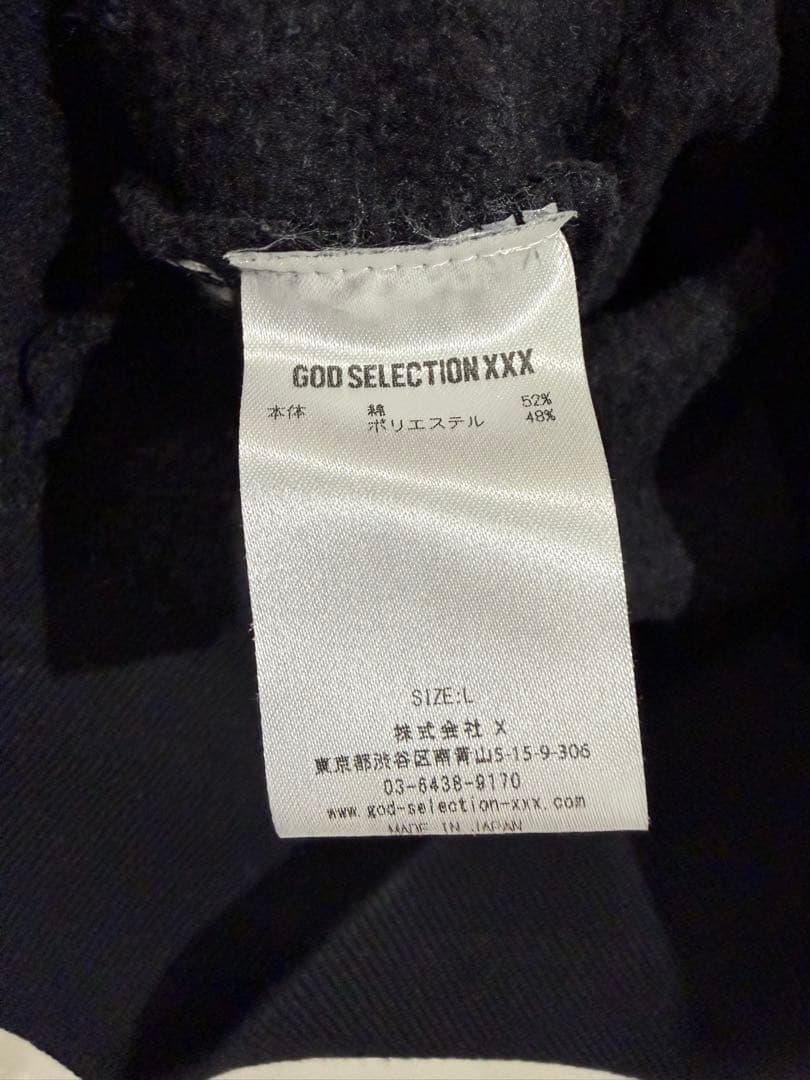 GOD SELECTION XXX
本体 綿 52%
ポリエステル 48%
SIZE:L
株式会社 X
東京都渋谷区南青山5-15-9-306
03-6438-9170
www.god-selection-xxx.com
MADE IN JAPAN